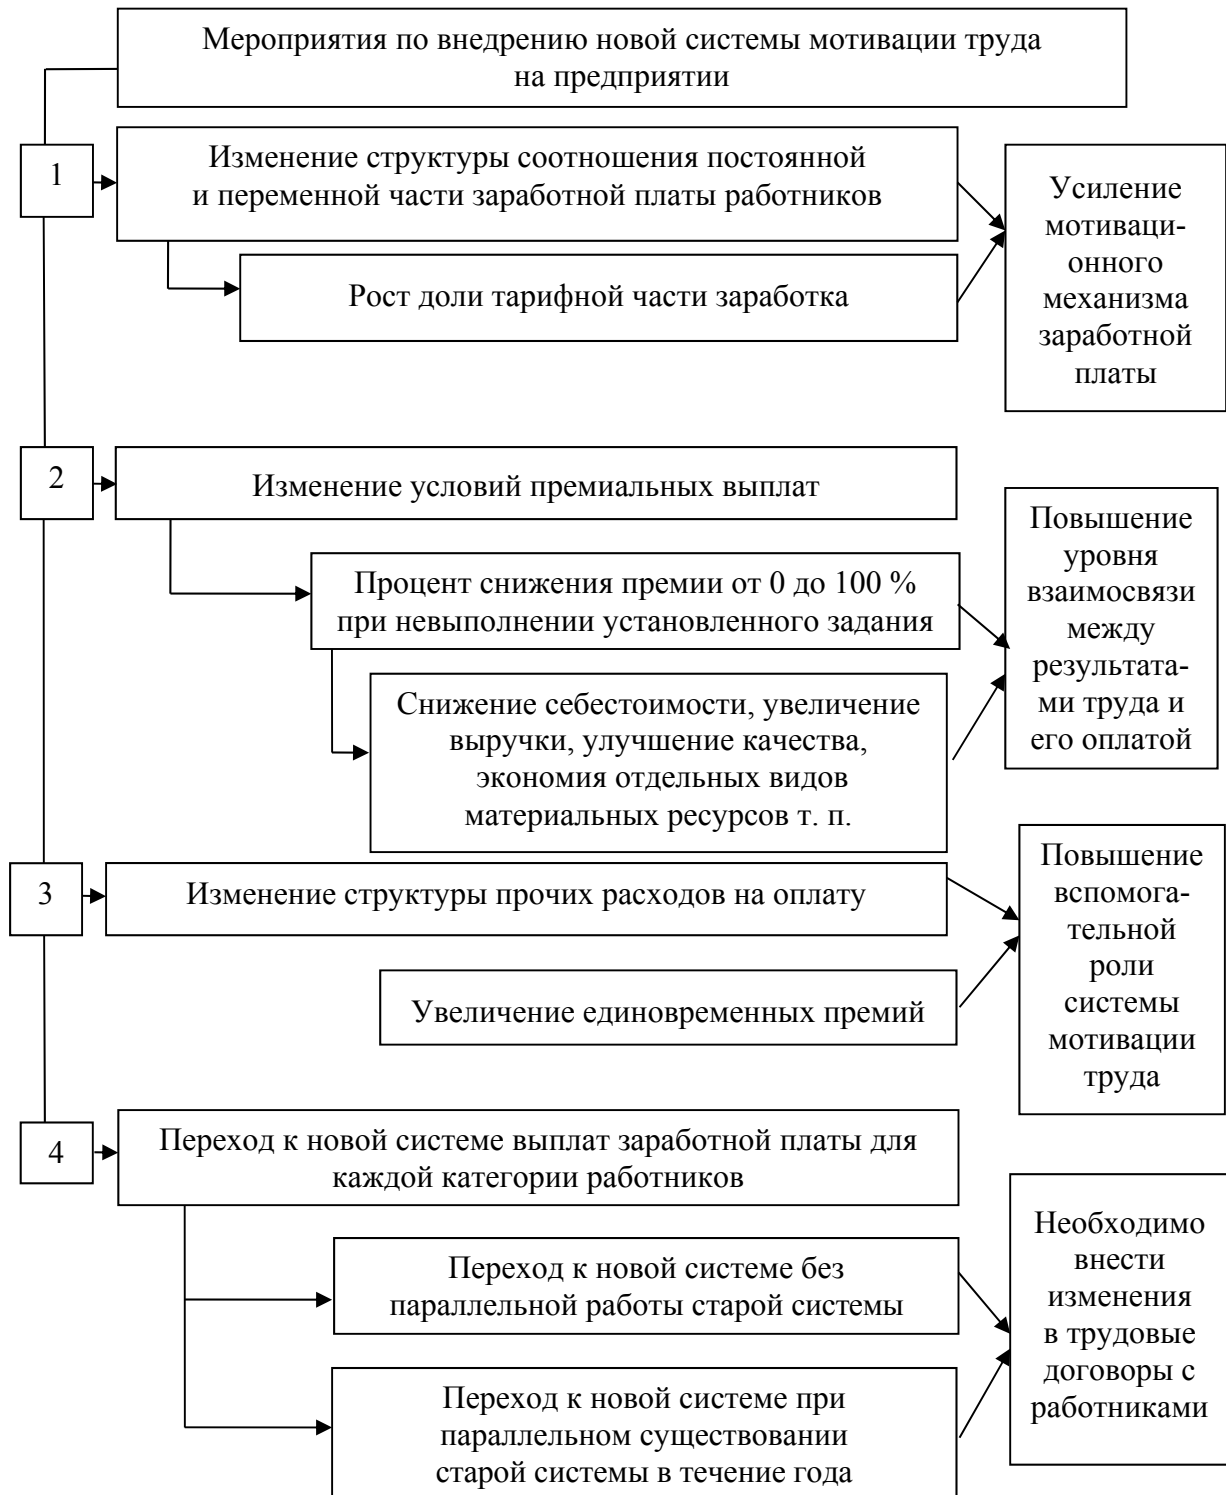 Мероприятия по внедрению новой системы мотивации труда
на предприятии
1
Изменение структуры соотношения постоянной
и переменной части заработной платы работников
Рост доли тарифной части заработка
Усиление
мотиваци-
онного
механизма
заработной
платы
2
Изменение условий премиальных выплат
Процент снижения премии от 0 до 100 %
при невыполнении установленного задания
Снижение себестоимости, увеличение
выручки, улучшение качества,
экономия отдельных видов
материальных ресурсов т. п.
Повышение
уровня
взаимосвязи
между
результата-
ми труда и
его оплатой
3
Изменение структуры прочих расходов на оплату
Увеличение единовременных премий
Повышение
вспомога-
тельной
роли
системы
мотивации
труда
4
Переход к новой системе выплат заработной платы для
каждой категории работников
Переход к новой системе без
параллельной работы старой системы
Переход к новой системе при
параллельном существовании
старой системы в течение года
Необходимо
внести
изменения
в трудовые
договоры с
работниками